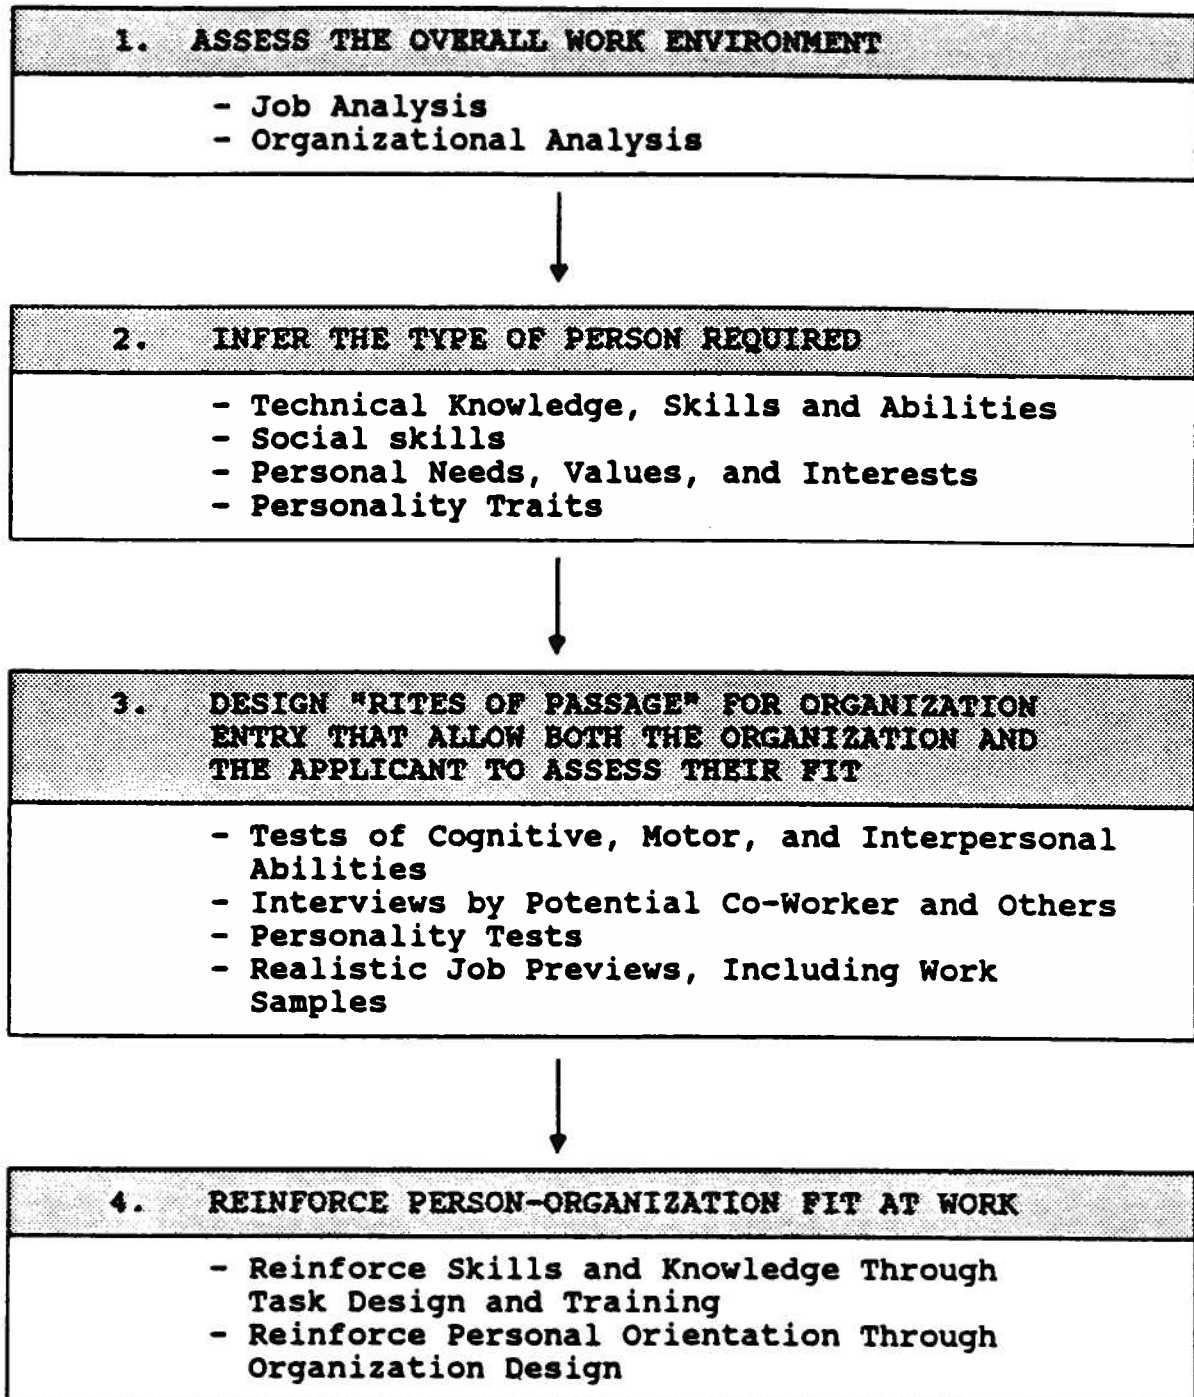 1. ASSESS THE OVERALL WORK ENVIRONMENT
- Job Analysis
- Organizational Analysis
2. INFER THE TYPE OF PERSON REQUIRED
- Technical Knowledge, Skills and Abilities
- Social skills
- Personal Needs, Values, and Interests
- Personality Traits
3. DESIGN "RITES OF PASSAGE" FOR ORGANIZATION
ENTRY THAT ALLOW BOTH THE ORGANIZATION AND
THE APPLICANT TO ASSESS THEIR FIT
- Tests of Cognitive, Motor, and Interpersonal
Abilities
- Interviews by Potential Co-Worker and Others
- Personality Tests
- Realistic Job Previews, Including Work
Samples
4. REINFORCE PERSON-ORGANIZATION FIT AT WORK
- Reinforce Skills and Knowledge Through
Task Design and Training
- Reinforce Personal Orientation Through
Organization Design